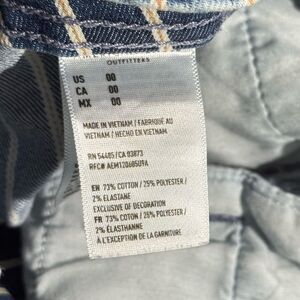 OUTFITTERS
US 00
CA 00
MX 00
MADE IN VIETNAM / FABRIQUÉ AU
VIETNAM / HECHO EN VIETNAM
RN 54485/CA 03873
RFC# AEM120605U9A
EN 73% COTTON / 25% POLYESTER /
2% ELASTANE
EXCLUSIVE OF DECORATION
FR 73% COTON / 25% POLYESTER /
2% ÉLASTHANNE
À L'EXCEPTION DE LA GARNITURE